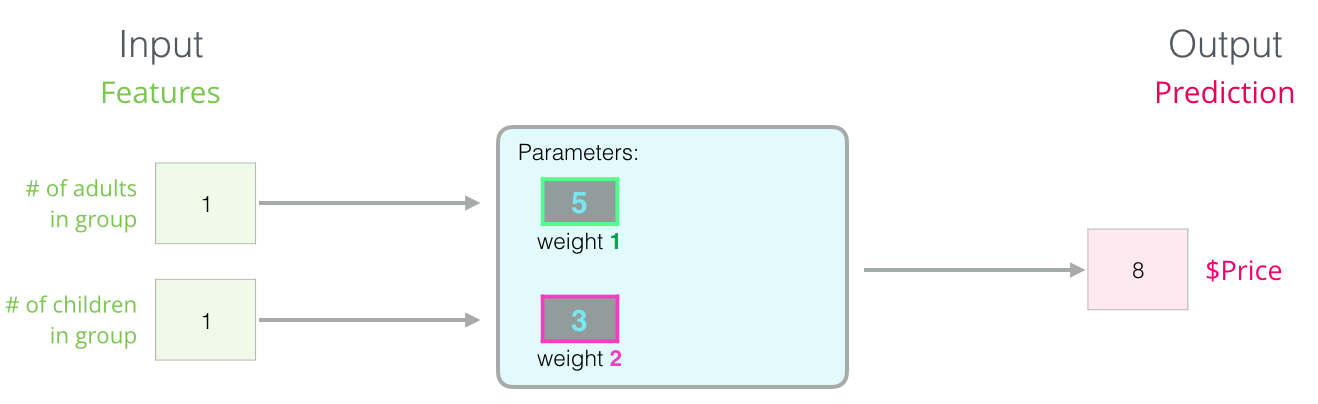 Input
Features
Output
Prediction
Parameters:
# of adults
in group
1
5
weight 1
8
$Price
# of children
in group
1
3
weight 2